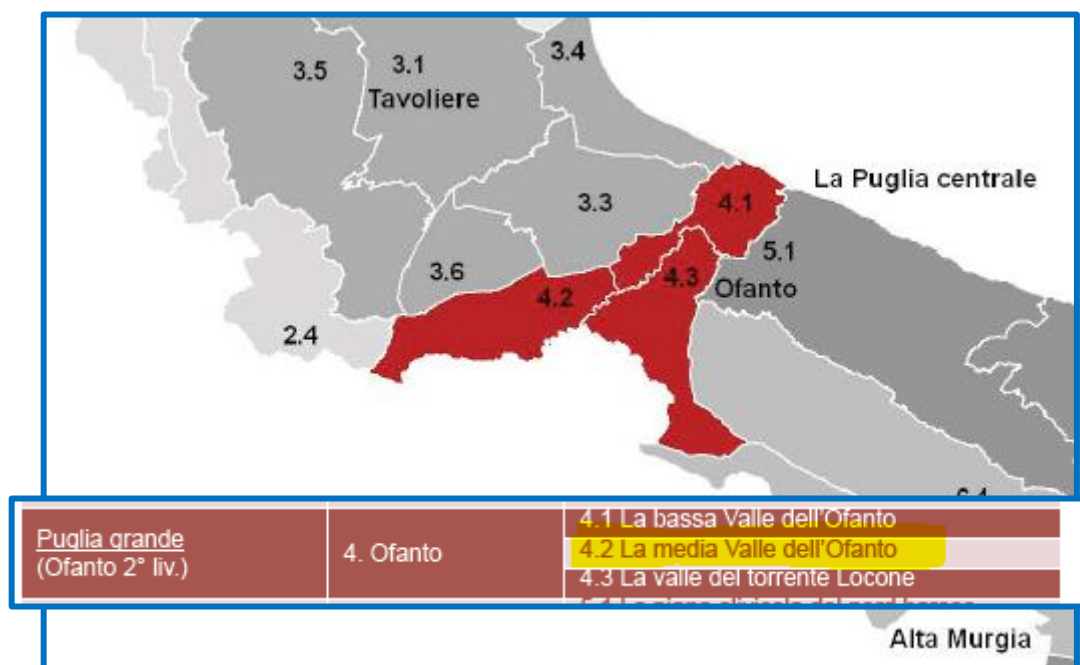 3.4
3.5
3.1
Tavoliere
La Puglia centrale
3.3
4.1
5.1
3.6
4.3
Ofanto
4.2
2.4
Puglia grande
(Ofanto 2° liv.)
4. Ofanto
4.1 La bassa Valle dell'Ofanto
4.2 La media Valle dell'Ofanto
4.3 La valle del torrente Locone
Alta Murgia